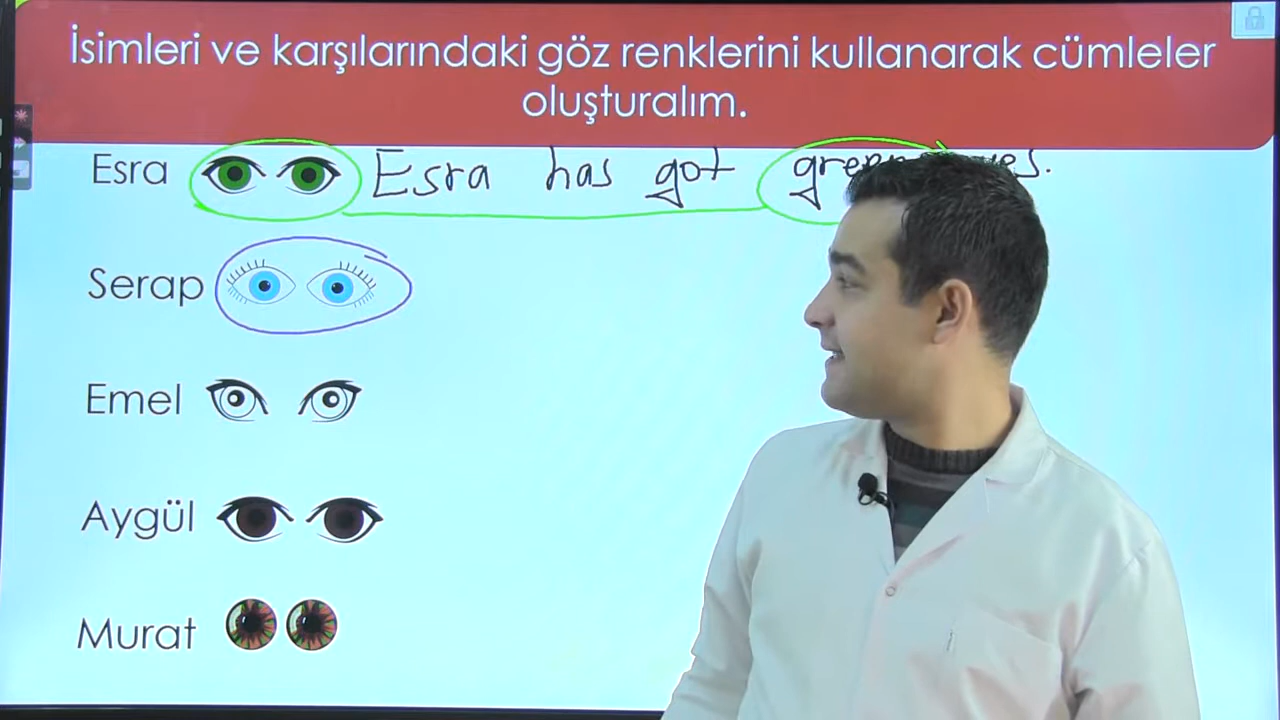 İsimleri ve karşılarındaki göz renklerini kullanarak cümleler
oluşturalım.
Esra Esra has got
Serap
Emel
Aygül
Murat